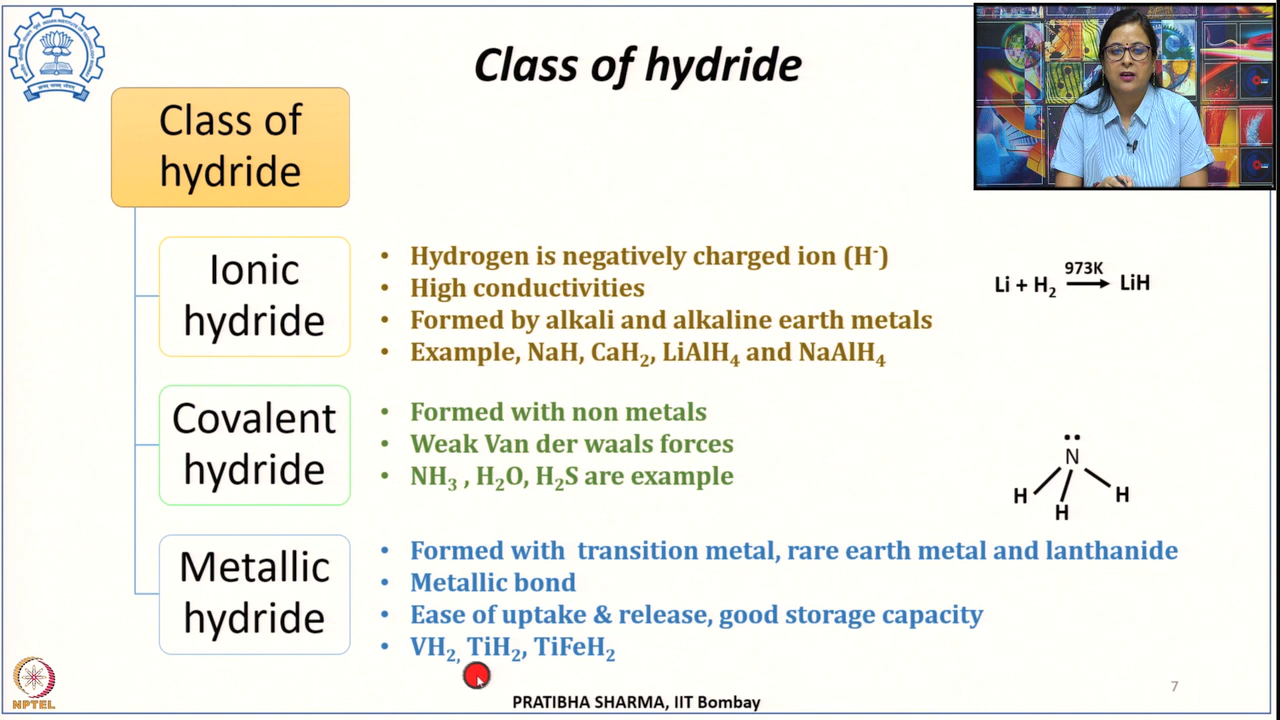 Class of hydride
Class of
hydride
Ionic
hydride
• Hydrogen is negatively charged ion (H⁻)
• High conductivities
• Formed by alkali and alkaline earth metals
• Example, NaH, CaH₂, LiAlH₄ and NaAlH₄
973K
Li + H₂ → LiH
Covalent
hydride
• Formed with non metals
• Weak Van der waals forces
• NH₃ , H₂O, H₂S are example
N
H
H
H
Metallic
hydride
• Formed with transition metal, rare earth metal and lanthanide
• Metallic bond
• Ease of uptake & release, good storage capacity
• VH₂, TiH₂, TiFeH₂
NPTEL
PRATIBHA SHARMA, IIT Bombay
7